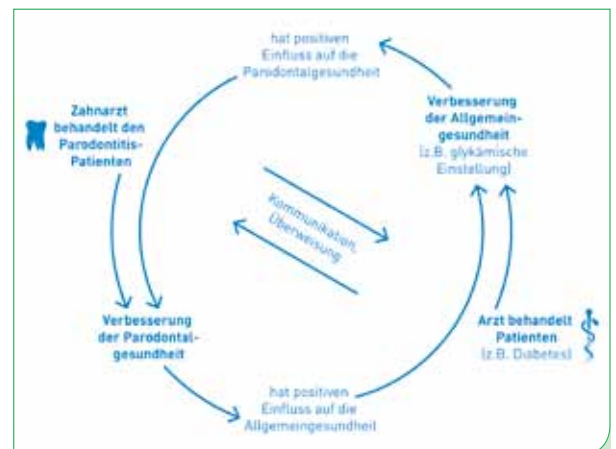 hat positiven
Einfluss auf die
Parodontalgesundheit
Zahnarzt
behandelt den
Parodontitis-
Patienten
Verbesserung
der Allgemein-
gesundheit
(z.B. glykämische
Einstellung)
Kommunikation,
Überweisung
Verbesserung
der Parodontal-
gesundheit
Arzt behandelt
Patienten
(z.B. Diabetes)
hat positiven
Einfluss auf die
Allgemeingesundheit